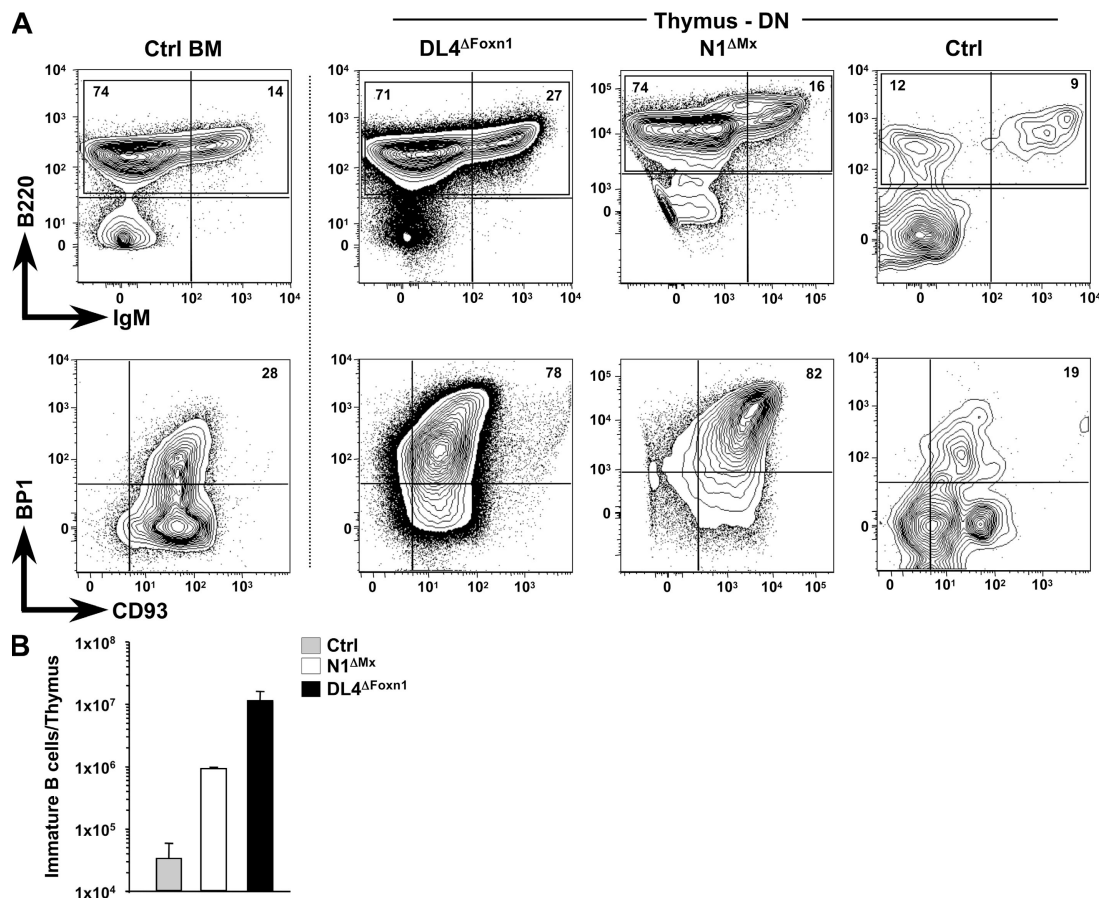 A
Thymus - DN
Ctrl BM
DL4ΔFoxn1
N1ΔMx
Ctrl
10⁴ 10³ 10² 10¹ 0
74 14
0 10² 10³ 10⁴
10⁴ 10³ 10² 10¹ 0
71 27
0 10² 10³ 10⁴
10⁵ 10⁴ 10³ 0
74 16
0 10³ 10⁴ 10⁵
10⁴ 10³ 10² 10¹ 0
12 9
0 10² 10³ 10⁴
B220
IgM
10⁴ 10³ 10² 0
28
0 10¹ 10² 10³
10⁴ 10³ 10² 0
78
0 10¹ 10² 10³
10⁵ 10⁴ 10³ 0
82
0 10³ 10⁴ 10⁵
10⁴ 10³ 10² 0
19
0 10¹ 10² 10³
BP1
CD93
B
Immature B cells/Thymus
1x10⁸
1x10⁷
1x10⁶
1x10⁵
1x10⁴
Ctrl
N1ΔMx
DL4ΔFoxn1